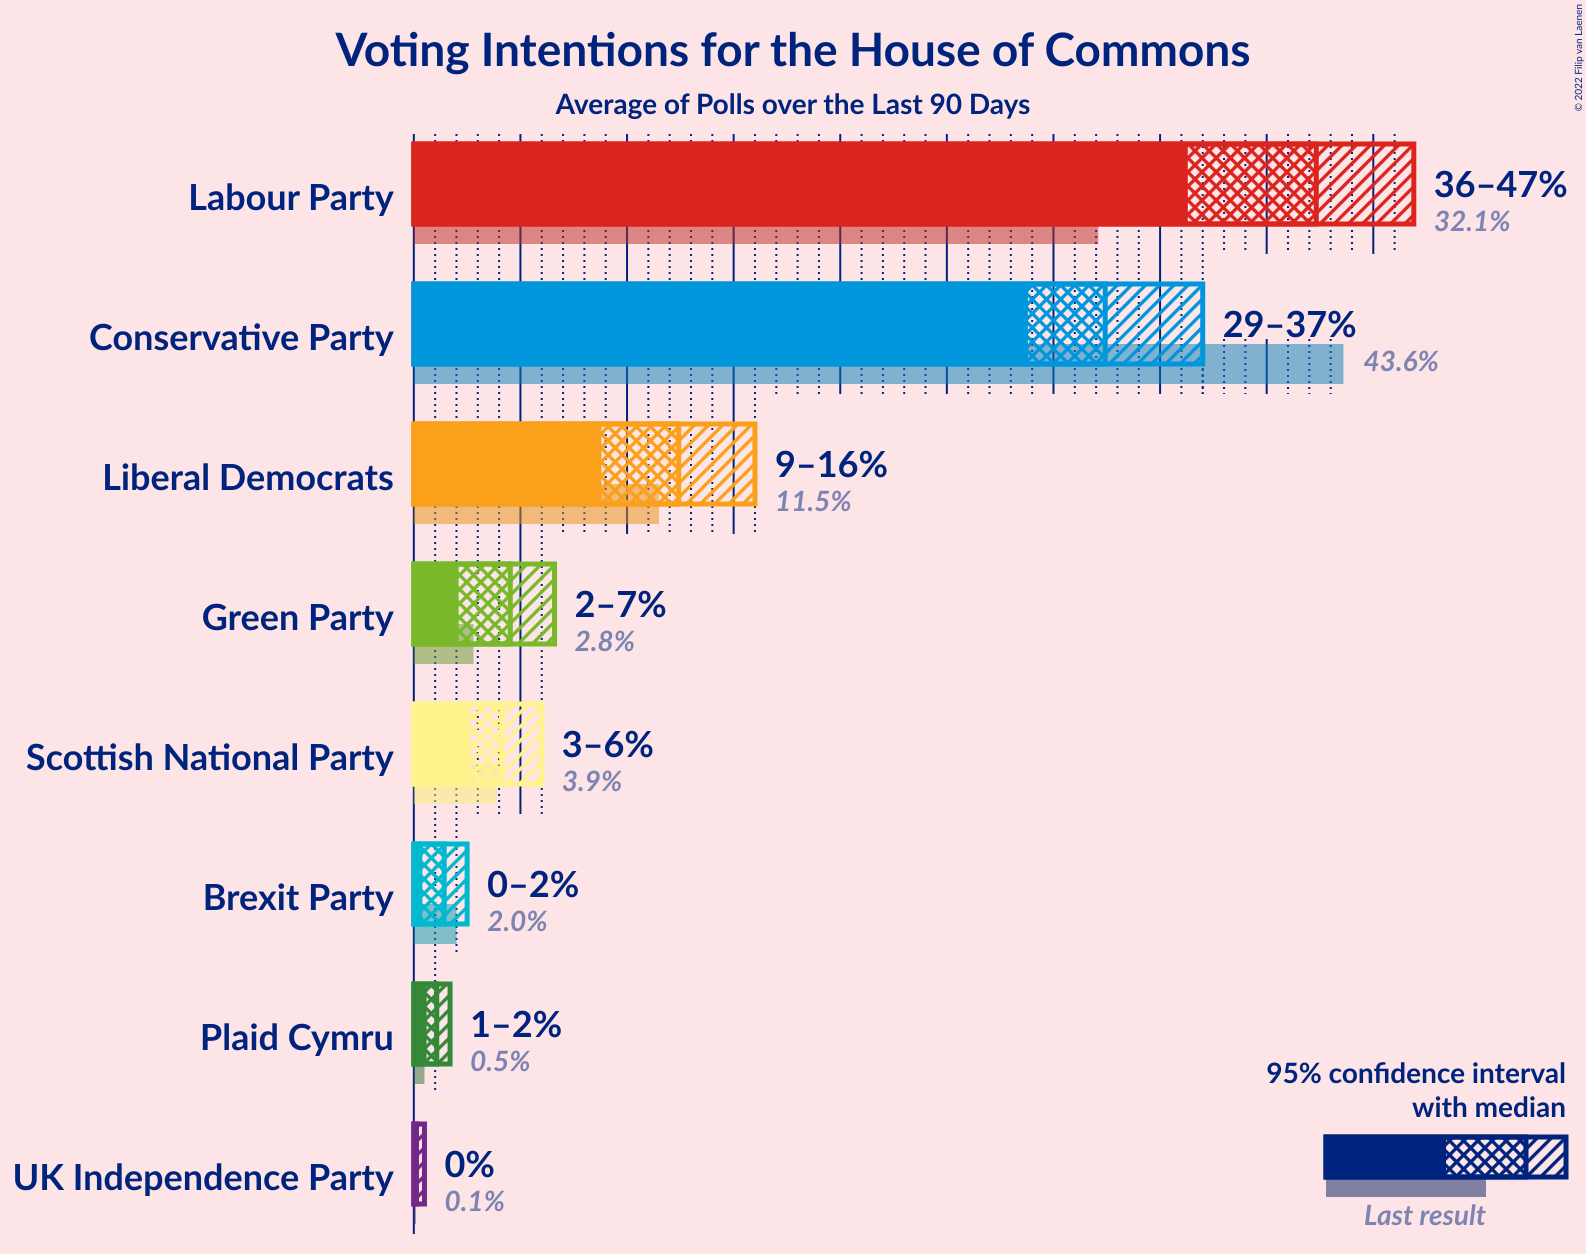 Voting Intentions for the House of Commons
Average of Polls over the Last 90 Days
© 2022 Filip van Laenen
Labour Party
36–47%
32.1%
Conservative Party
29–37%
43.6%
Liberal Democrats
9–16%
11.5%
Green Party
2–7%
2.8%
Scottish National Party
3–6%
3.9%
Brexit Party
0–2%
2.0%
Plaid Cymru
1–2%
0.5%
UK Independence Party
0%
0.1%
95% confidence interval
with median
Last result